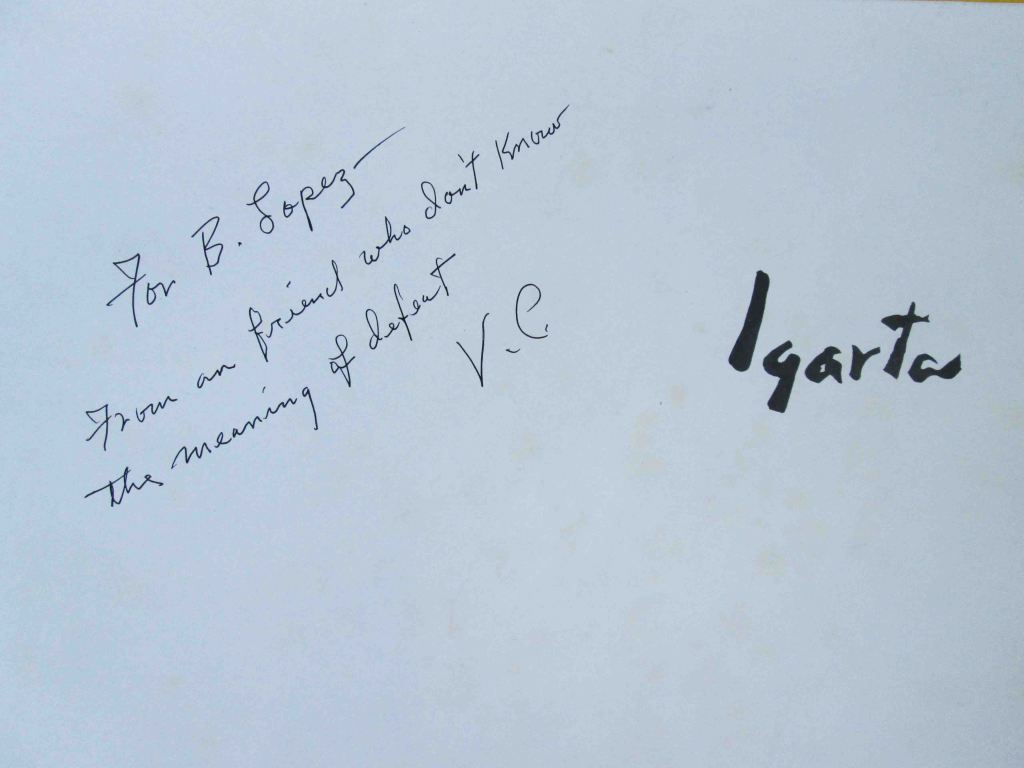 For B. Lopez
From an friend who don't know
the meaning of defeat
V.C.
Igarta